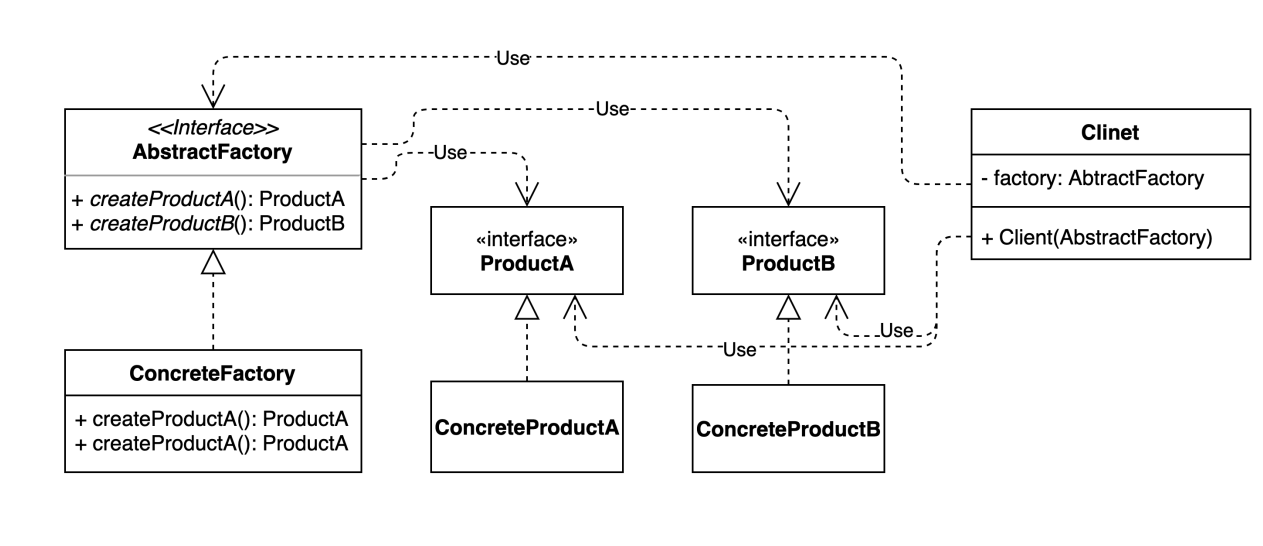 Use
<<Interface>>
AbstractFactory
+ createProductA(): ProductA
+ createProductB(): ProductB
Use
Use
«interface»
ProductA
«interface»
ProductB
Clinet
- factory: AbtractFactory
+ Client(AbstractFactory)
Use
Use
ConcreteFactory
+ createProductA(): ProductA
+ createProductA(): ProductA
ConcreteProductA
ConcreteProductB